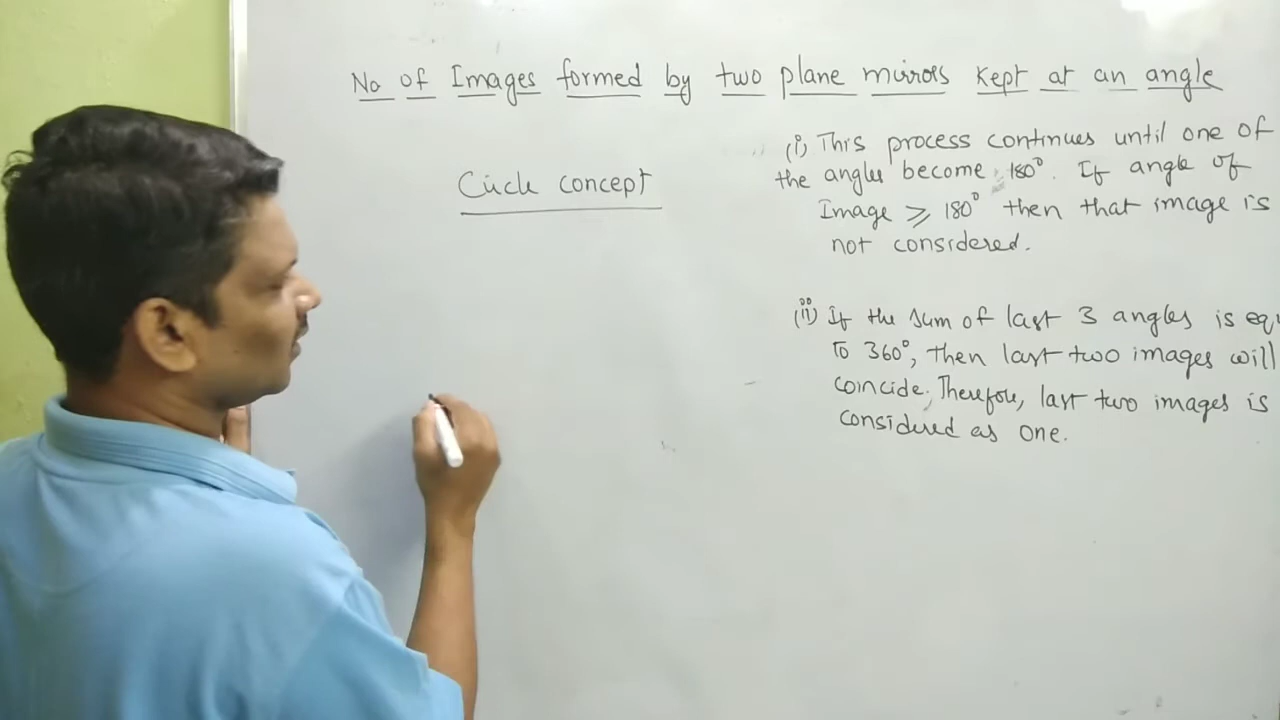 No of Images formed by two plane mirrors kept at an angle
Circle concept
(i) This process continues until one of
the angles become 180°. If angle of
Image ⩾ 180° then that image is
not considered.
(ii) If the sum of last 3 angles is equ
to 360°, then last two images will
coincide. Therefore, last two images is
considered as one.